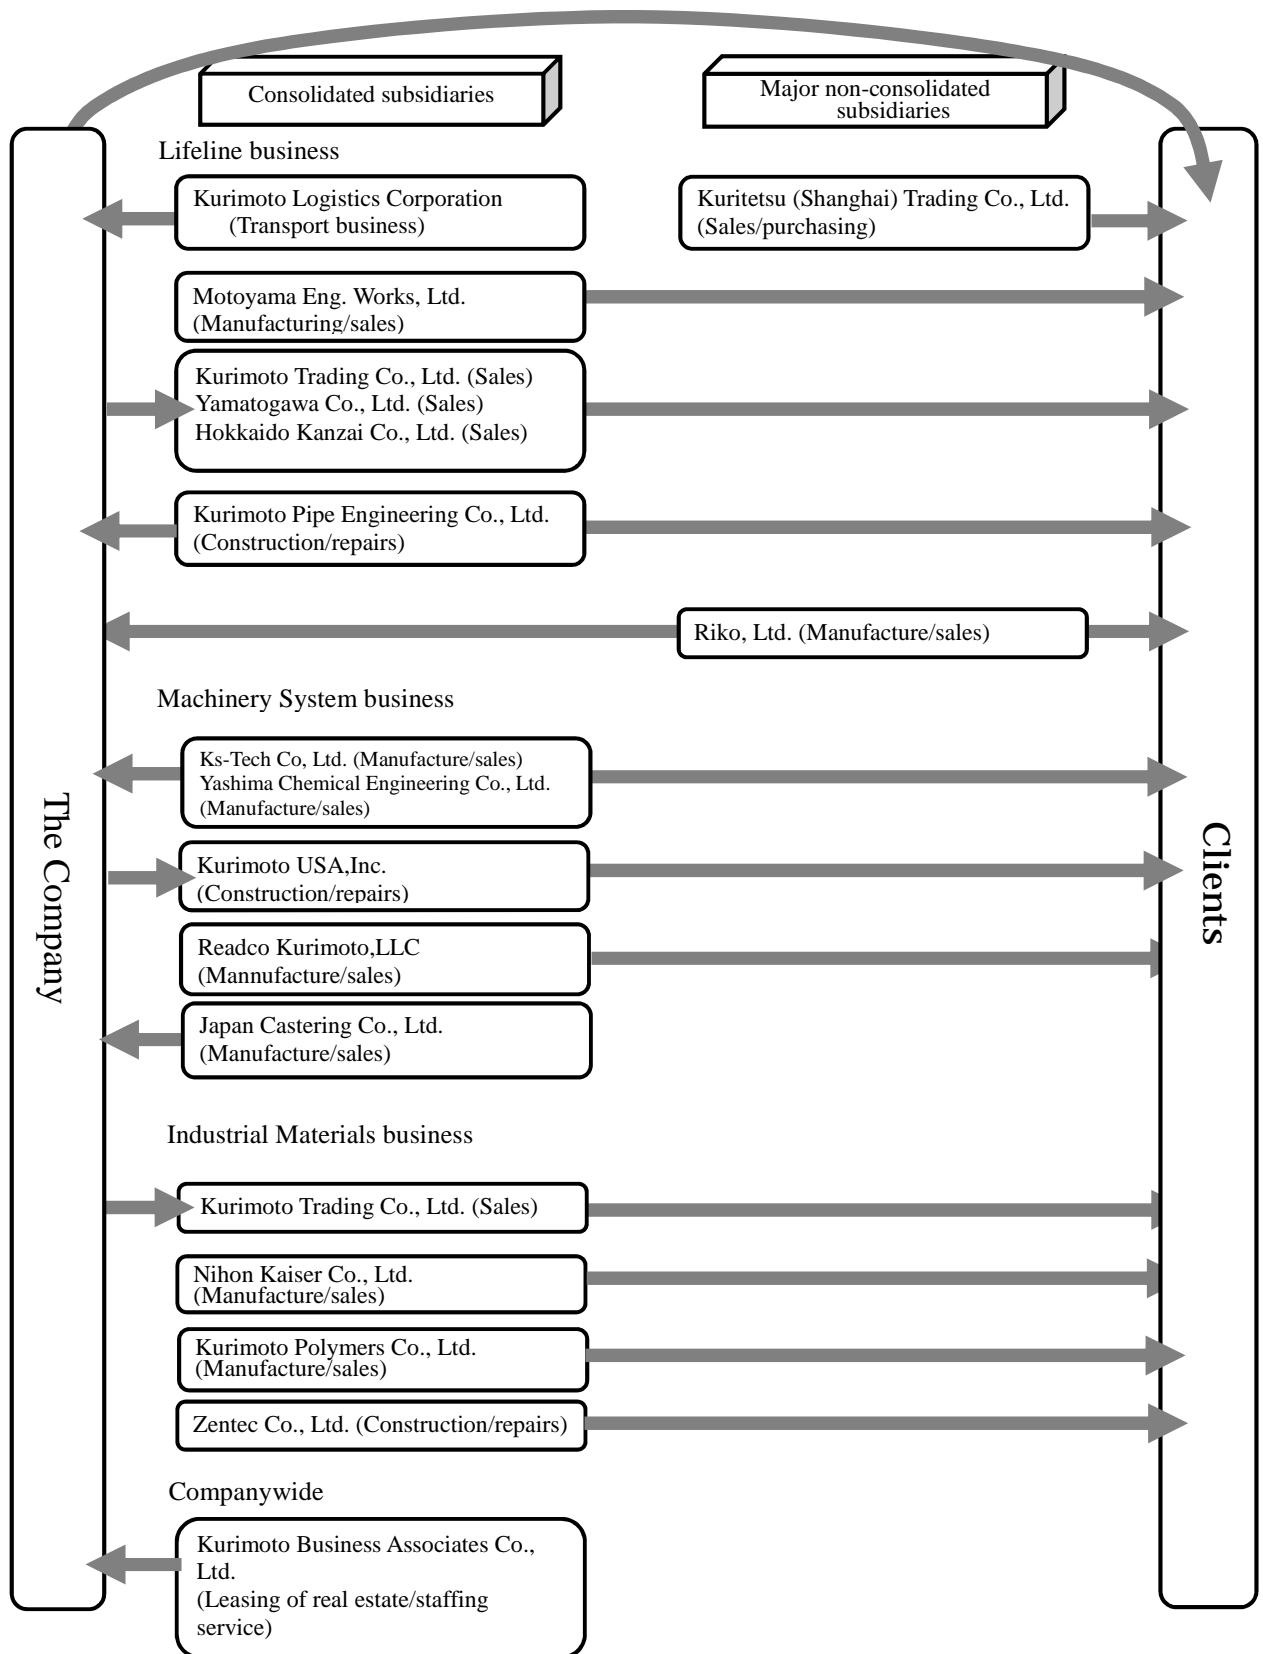 Consolidated subsidiaries
Major non-consolidated
subsidiaries
Lifeline business
Kurimoto Logistics Corporation
(Transport business)
Kuritetsu (Shanghai) Trading Co., Ltd.
(Sales/purchasing)
Motoyama Eng. Works, Ltd.
(Manufacturing/sales)
Kurimoto Trading Co., Ltd. (Sales)
Yamatogawa Co., Ltd. (Sales)
Hokkaido Kanzai Co., Ltd. (Sales)
Kurimoto Pipe Engineering Co., Ltd.
(Construction/repairs)
Riko, Ltd. (Manufacture/sales)
Machinery System business
Ks-Tech Co, Ltd. (Manufacture/sales)
Yashima Chemical Engineering Co., Ltd.
(Manufacture/sales)
The Company
Clients
Kurimoto USA,Inc.
(Construction/repairs)
Readco Kurimoto,LLC
(Mannufacture/sales)
Japan Castering Co., Ltd.
(Manufacture/sales)
Industrial Materials business
Kurimoto Trading Co., Ltd. (Sales)
Nihon Kaiser Co., Ltd.
(Manufacture/sales)
Kurimoto Polymers Co., Ltd.
(Manufacture/sales)
Zentec Co., Ltd. (Construction/repairs)
Companywide
Kurimoto Business Associates Co.,
Ltd.
(Leasing of real estate/staffing
service)